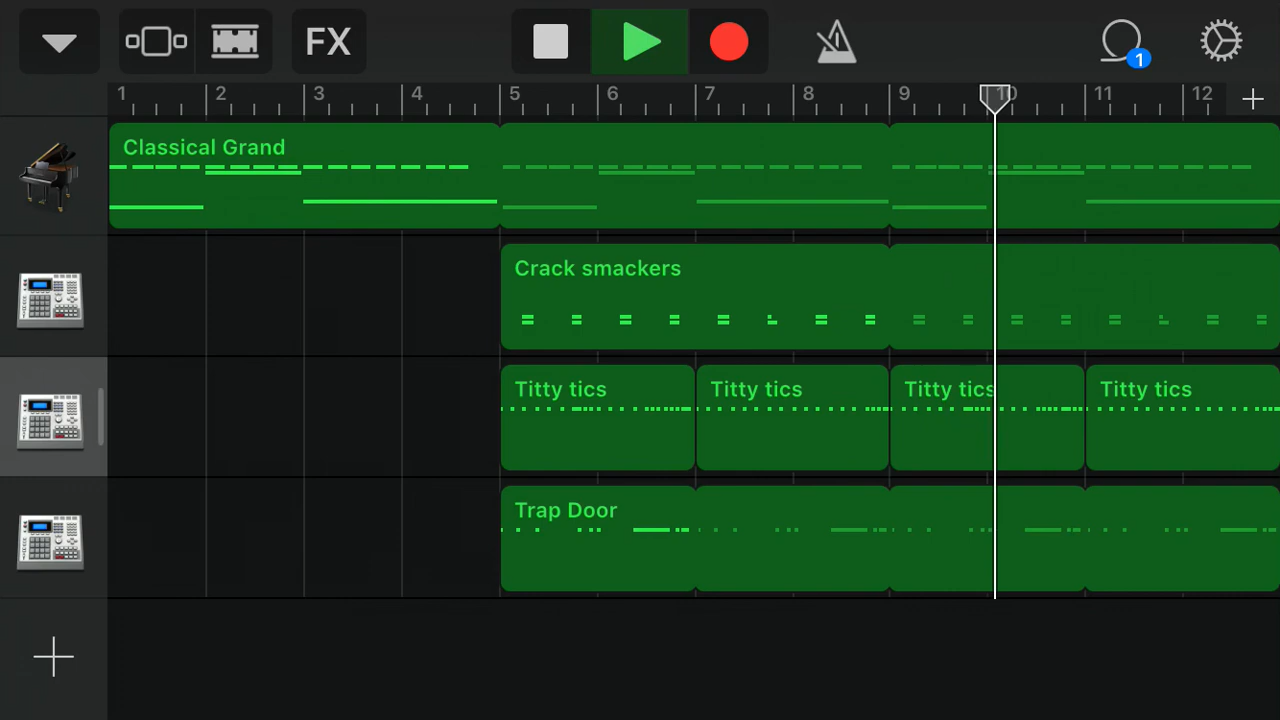 FX
1
1 2 3 4 5 6 7 8 9 10 11 12
Classical Grand
Crack smackers
Titty tics Titty tics Titty tics Titty tics
Trap Door